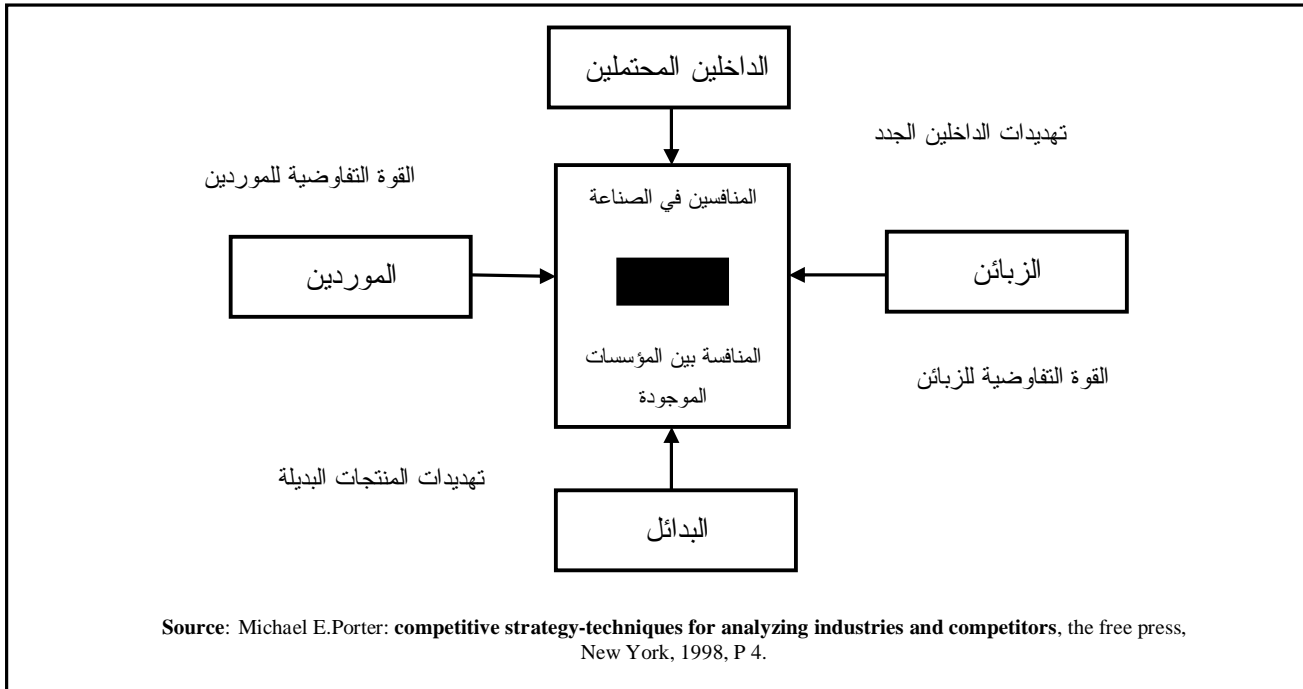 الداخلين المحتملين
تهديدات الداخلين الجدد
القوة التفاوضية للموردين
المنافسين في الصناعة
الزبائن
الموردين
المنافسة بين المؤسسات
الموجودة
القوة التفاوضية للزبائن
تهديدات المنتجات البديلة
البدائل
Source: Michael E.Porter: competitive strategy-techniques for analyzing industries and competitors, the free press,
New York, 1998, P 4.